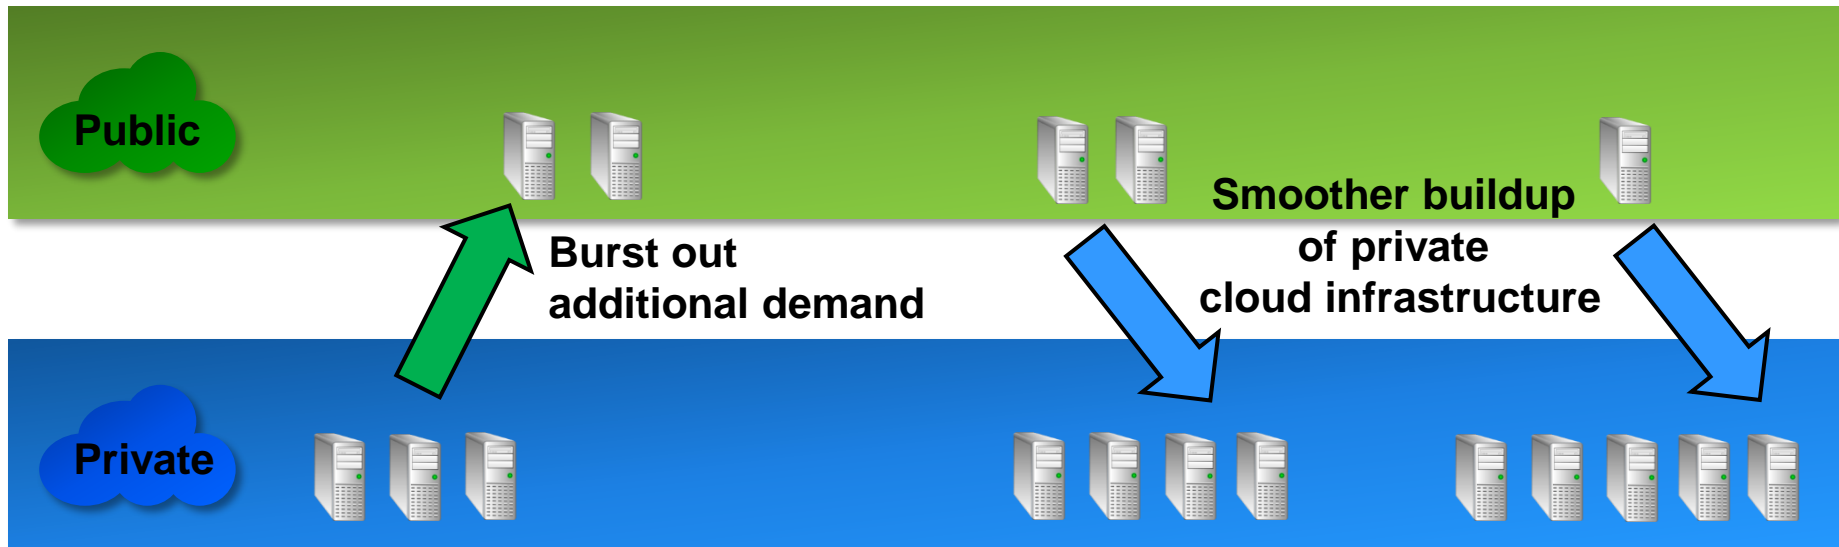 Public
Smoother buildup
of private
cloud infrastructure
Burst out
additional demand
Private